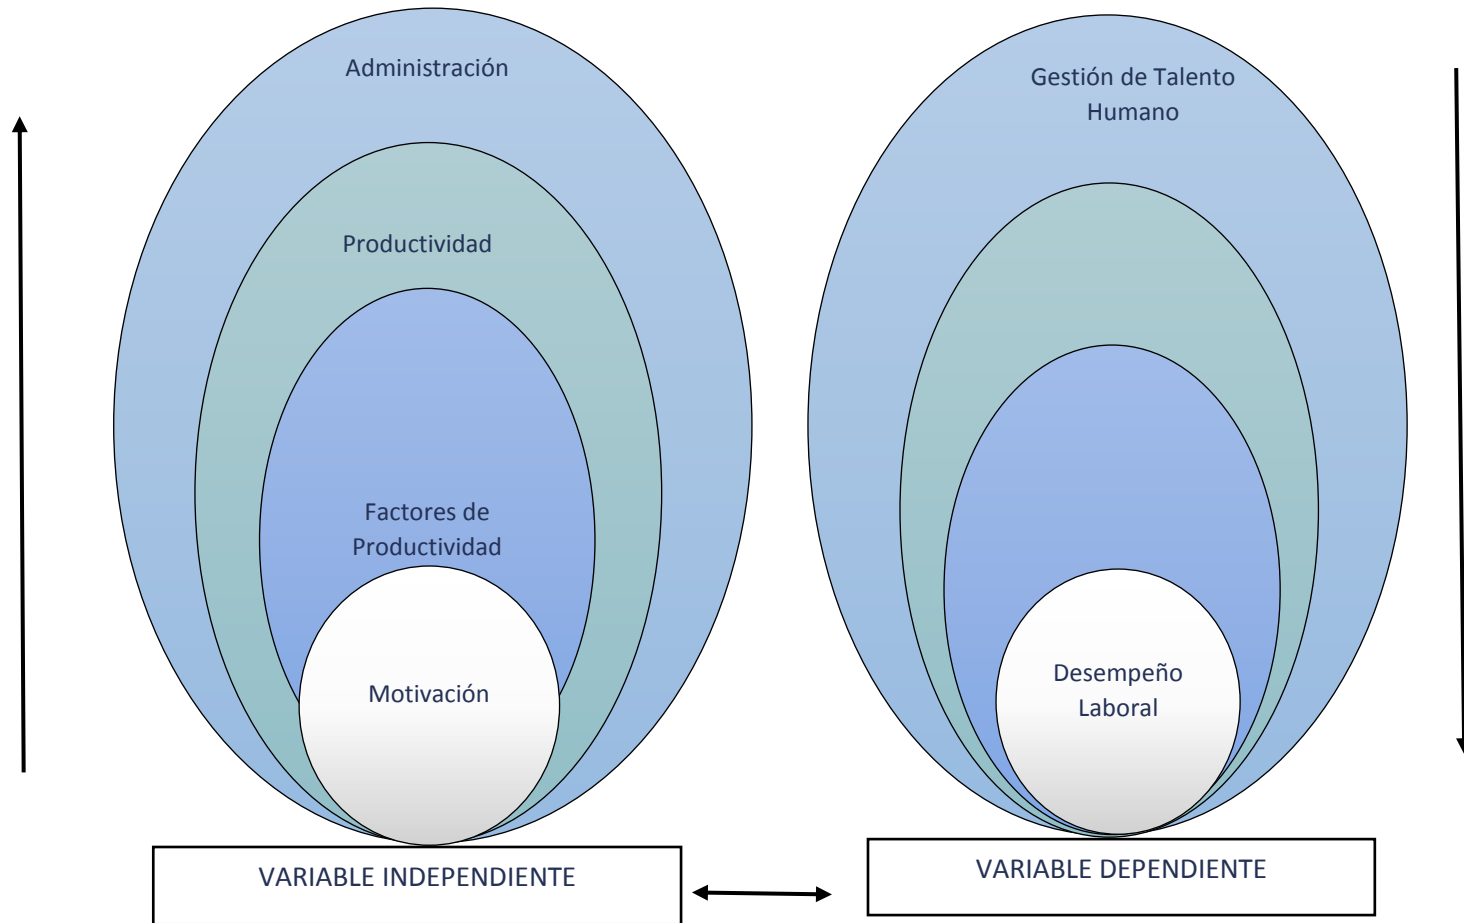 Administración
Productividad
Factores de
Productividad
Motivación
VARIABLE INDEPENDIENTE
Gestión de Talento
Humano
Desempeño
Laboral
VARIABLE DEPENDIENTE